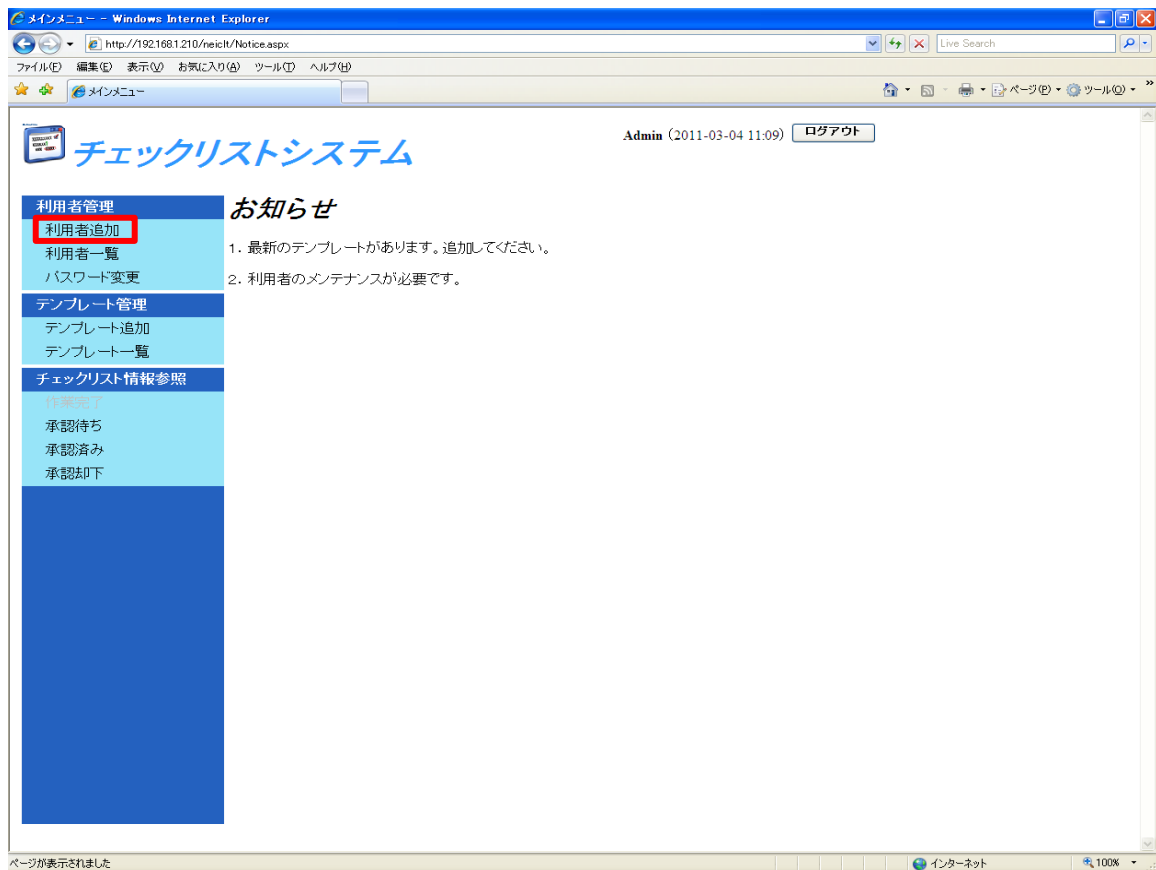 メインメニュー - Windows Internet Explorer
http://192.168.1.210/neiclt/Notice.aspx
Live Search
ファイル(F) 編集(E) 表示(V) お気に入り(A) ツール(T) ヘルプ(H)
メインメニュー
ページ(P) ツール(O)
チェックリストシステム
Admin (2011-03-04 11:09) ログアウト
利用者管理
利用者追加
利用者一覧
パスワード変更
テンプレート管理
テンプレート追加
テンプレート一覧
チェックリスト情報参照
作業完了
承認待ち
承認済み
承認却下
お知らせ
1. 最新のテンプレートがあります。追加してください。
2. 利用者のメンテナンスが必要です。
ページが表示されました
インターネット
100%